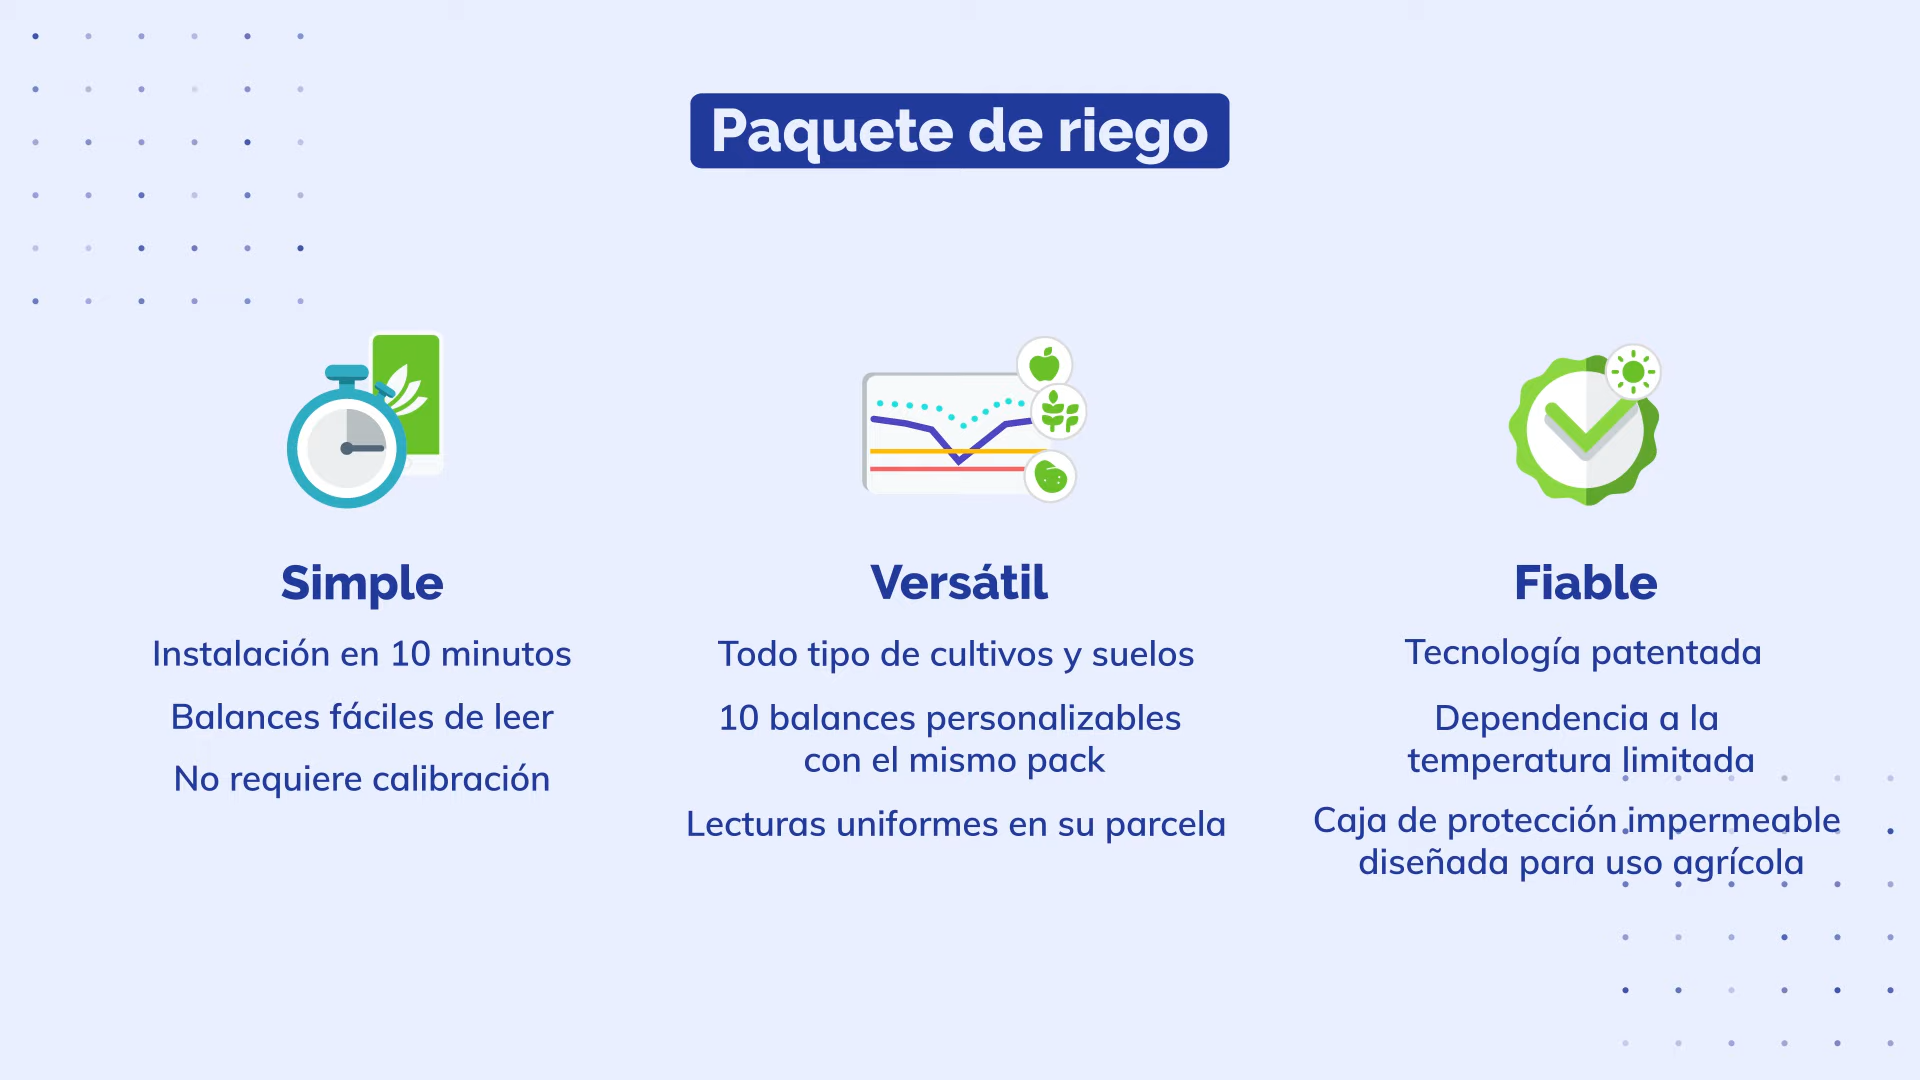 Paquete de riego
Simple
Instalación en 10 minutos
Balances fáciles de leer
No requiere calibración
Versátil
Todo tipo de cultivos y suelos
10 balances personalizables
con el mismo pack
Lecturas uniformes en su parcela
Fiable
Tecnología patentada
Dependencia a la
temperatura limitada
Caja de protección impermeable
diseñada para uso agrícola